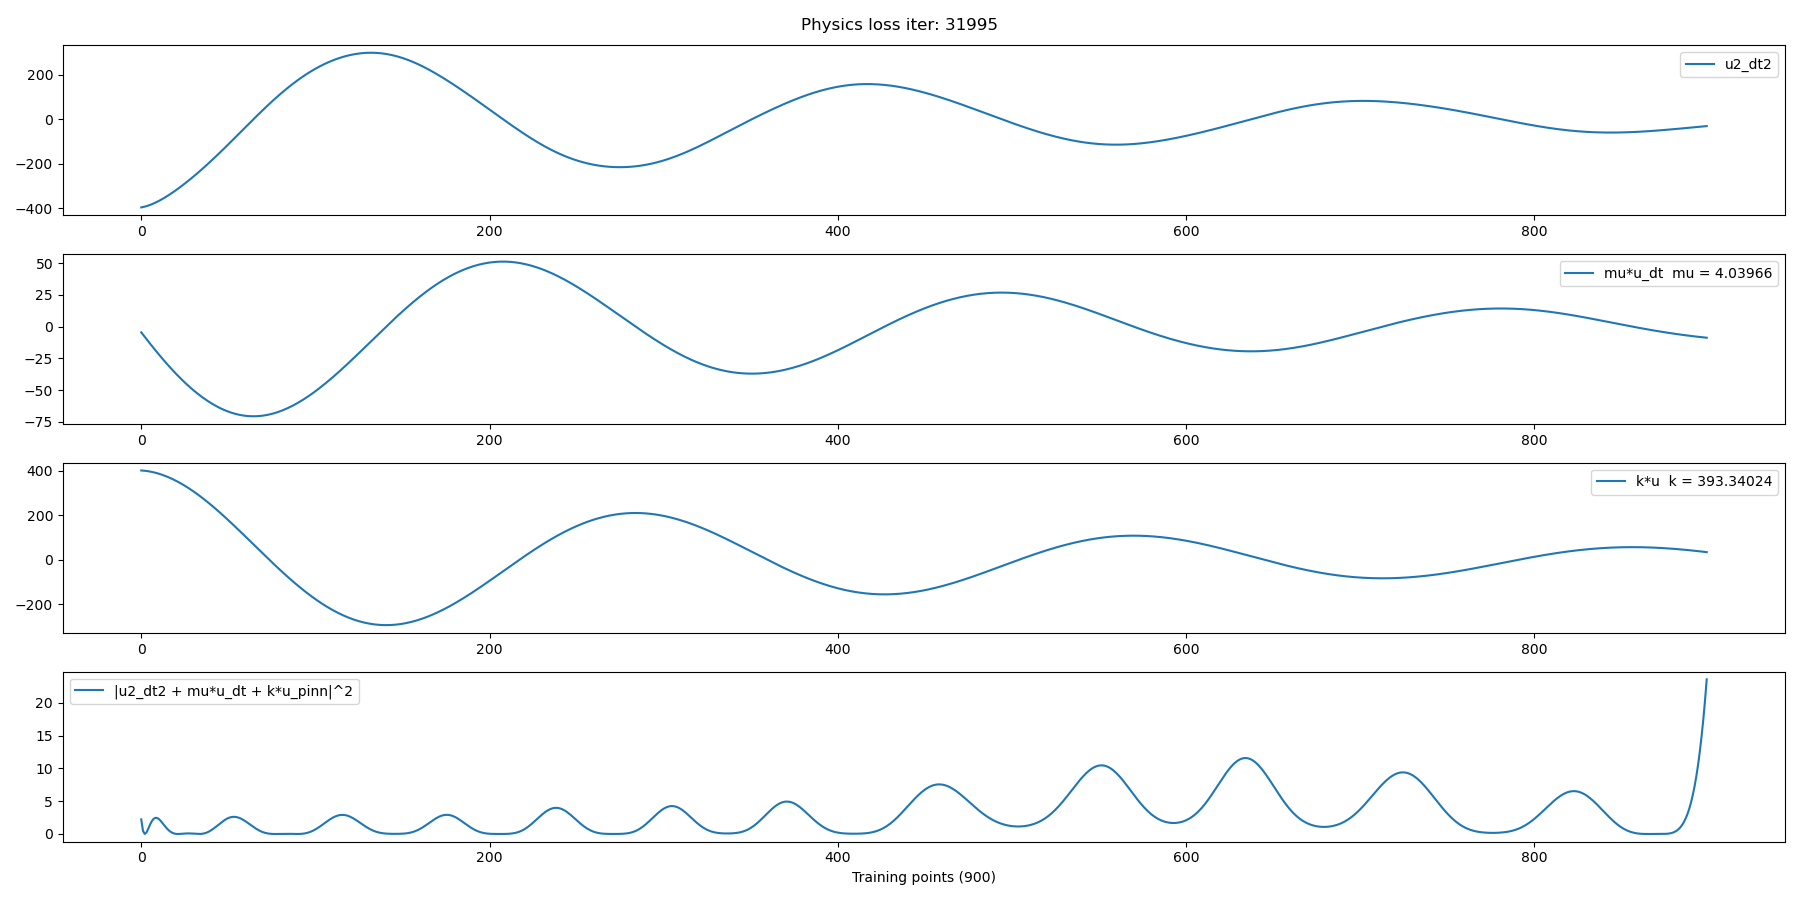 Physics loss iter: 31995
u2_dt2
200
0
−200
−400
0 200 400 600 800
mu*u_dt  mu = 4.03966
50
25
0
−25
−50
−75
0 200 400 600 800
k*u  k = 393.34024
400
200
0
−200
0 200 400 600 800
|u2_dt2 + mu*u_dt + k*u_pinn|^2
20
15
10
5
0
0 200 400 600 800
Training points (900)